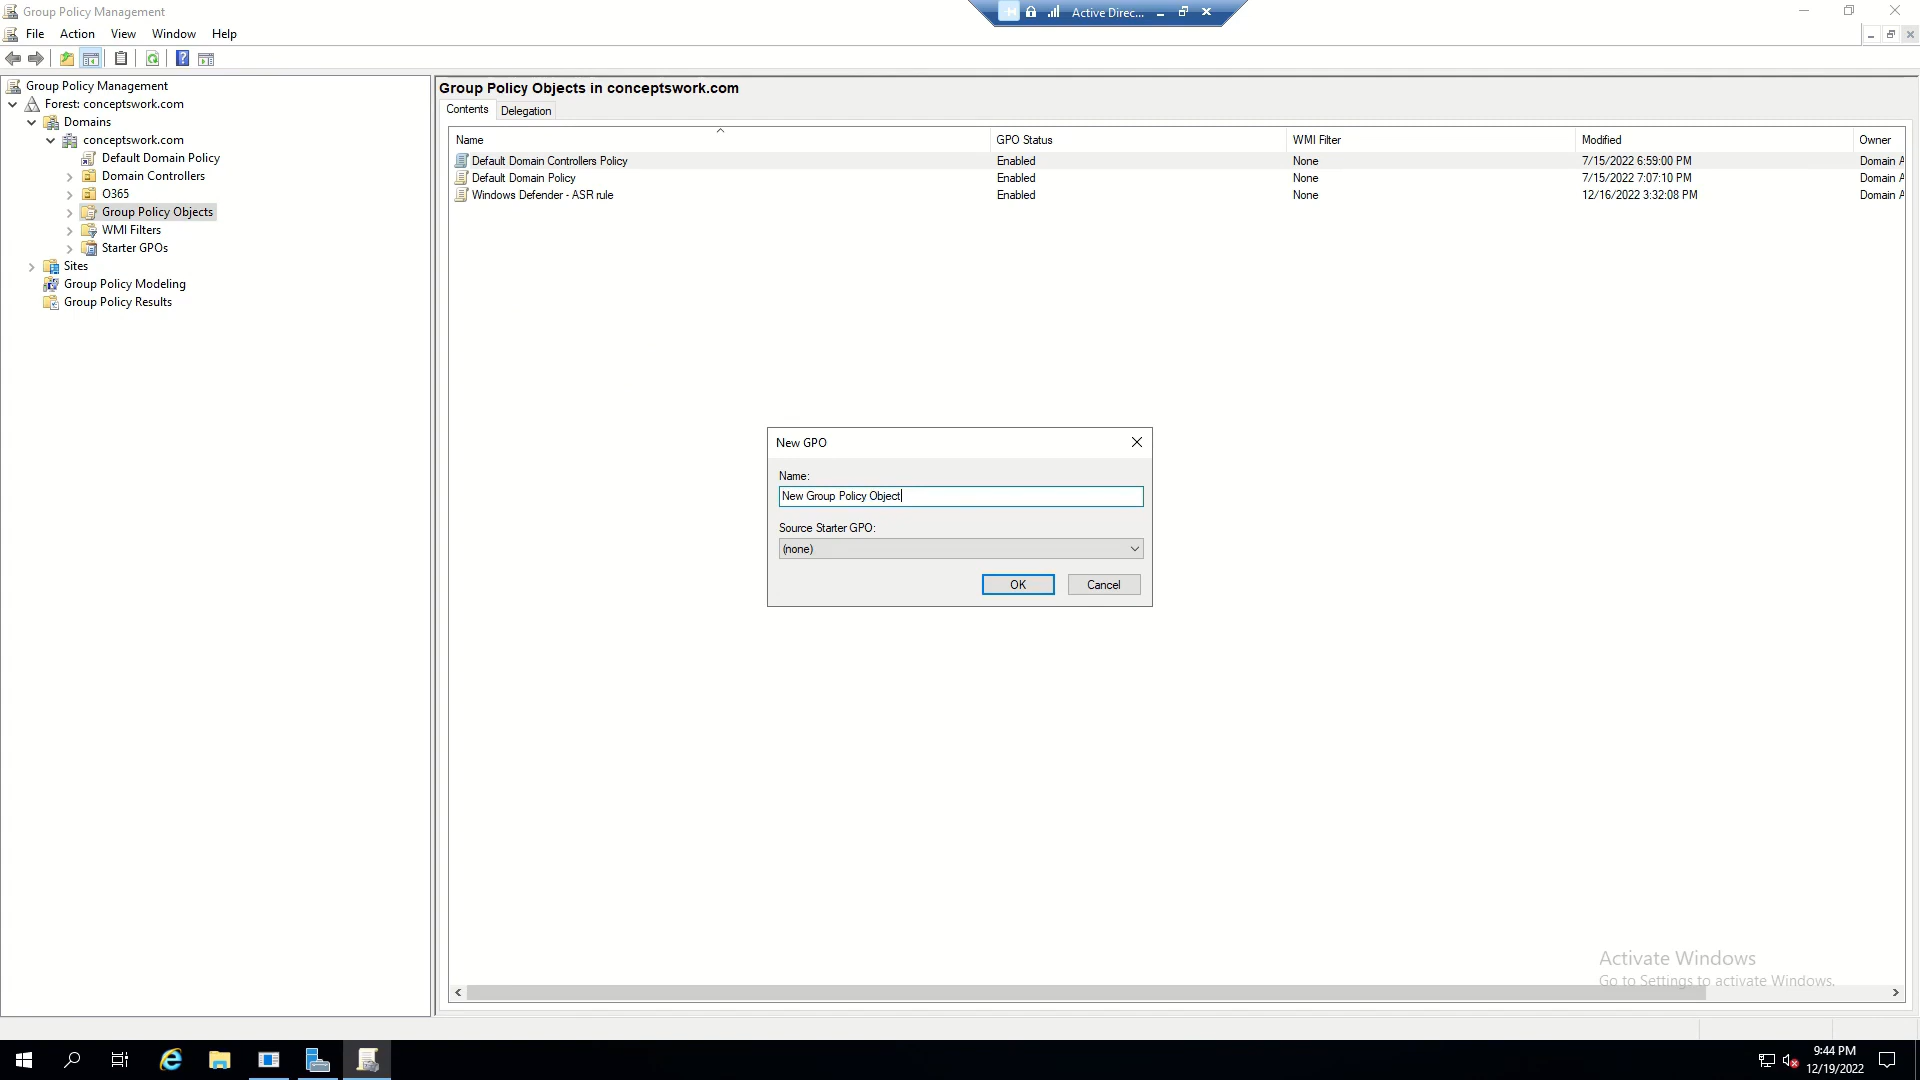 Group Policy Management
Active Direc...
File Action View Window Help
Group Policy Management
Forest: conceptswork.com
Domains
conceptswork.com
Default Domain Policy
Domain Controllers
O365
Group Policy Objects
WMI Filters
Starter GPOs
Sites
Group Policy Modeling
Group Policy Results
Group Policy Objects in conceptswork.com
Contents Delegation
Name GPO Status WMI Filter Modified Owner
Default Domain Controllers Policy Enabled None 7/15/2022 6:59:00 PM Domain A
Default Domain Policy Enabled None 7/15/2022 7:07:10 PM Domain A
Windows Defender - ASR rule Enabled None 12/16/2022 3:32:08 PM Domain A
New GPO
Name:
New Group Policy Object
Source Starter GPO:
(none)
OK Cancel
Activate Windows
Go to Settings to activate Windows.
9:44 PM
12/19/2022